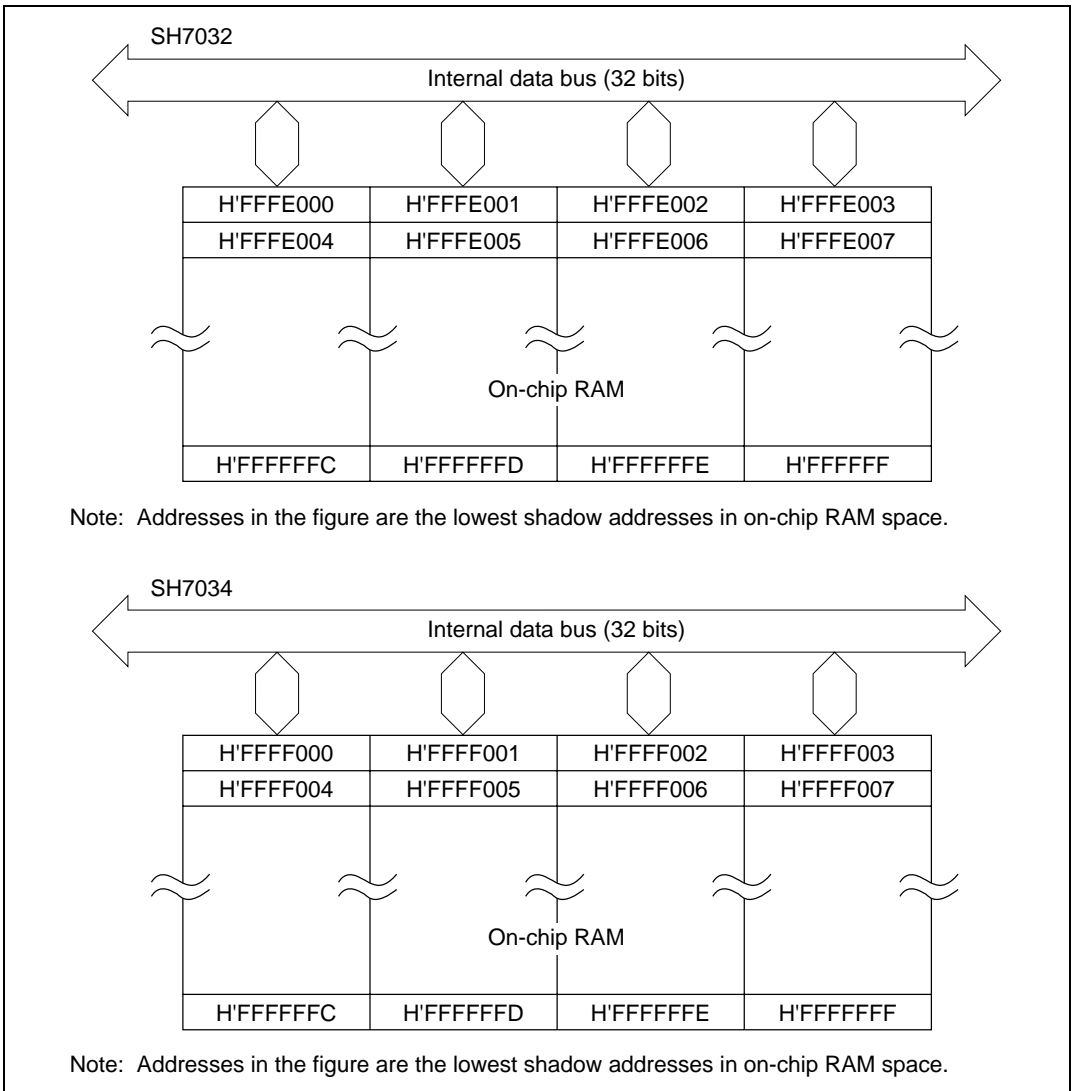 SH7032
Internal data bus (32 bits)
H'FFFE000 H'FFFE001 H'FFFE002 H'FFFE003
H'FFFE004 H'FFFE005 H'FFFE006 H'FFFE007
On-chip RAM
H'FFFFFFC H'FFFFFFD H'FFFFFFE H'FFFFFF
Note: Addresses in the figure are the lowest shadow addresses in on-chip RAM space.
SH7034
Internal data bus (32 bits)
H'FFFF000 H'FFFF001 H'FFFF002 H'FFFF003
H'FFFF004 H'FFFF005 H'FFFF006 H'FFFF007
On-chip RAM
H'FFFFFFC H'FFFFFFD H'FFFFFFE H'FFFFFFF
Note: Addresses in the figure are the lowest shadow addresses in on-chip RAM space.